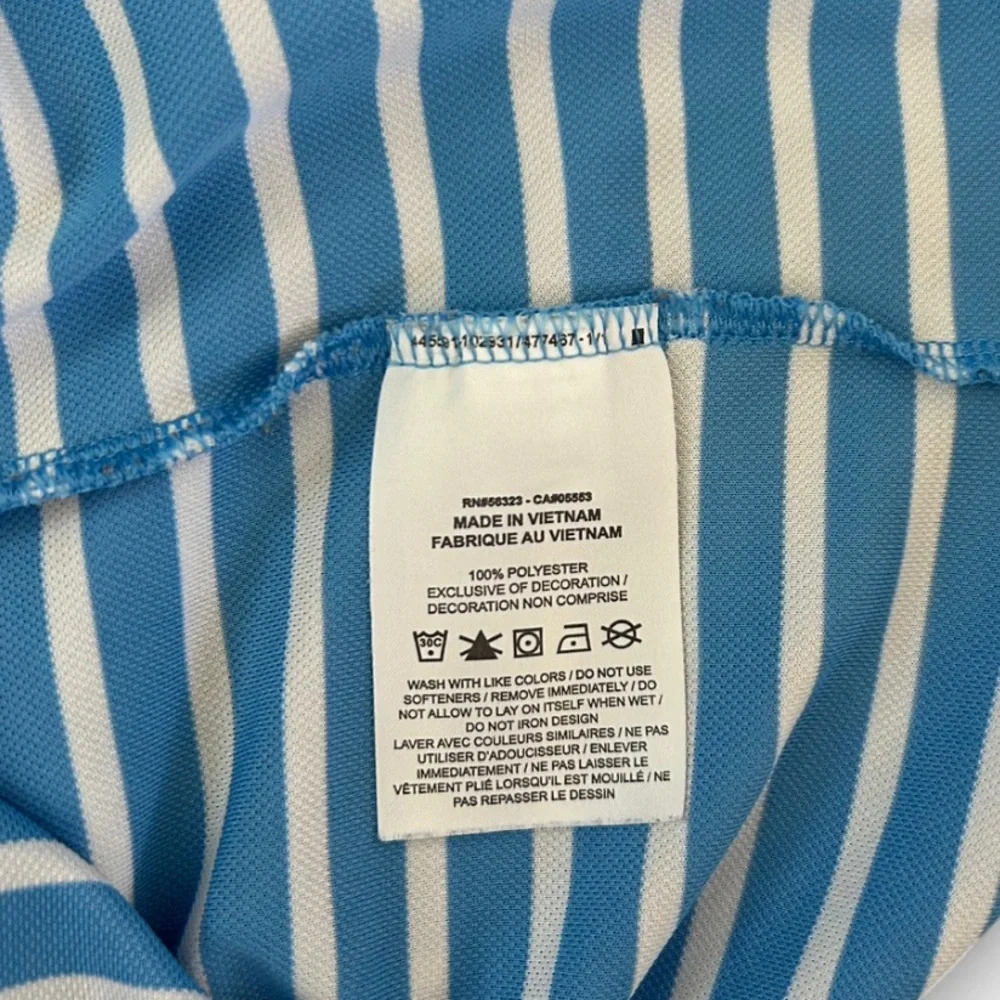 RN#56323 - CA#05553
MADE IN VIETNAM
FABRIQUE AU VIETNAM
100% POLYESTER
EXCLUSIVE OF DECORATION /
DECORATION NON COMPRISE
30C
WASH WITH LIKE COLORS / DO NOT USE
SOFTENERS / REMOVE IMMEDIATELY / DO
NOT ALLOW TO LAY ON ITSELF WHEN WET /
DO NOT IRON DESIGN
LAVER AVEC COULEURS SIMILAIRES / NE PAS
UTILISER D'ADOUCISSEUR / ENLEVER
IMMEDIATEMENT / NE PAS LAISSER LE
VÊTEMENT PLIÉ LORSQU'IL EST MOUILLÉ / NE
PAS REPASSER LE DESSIN